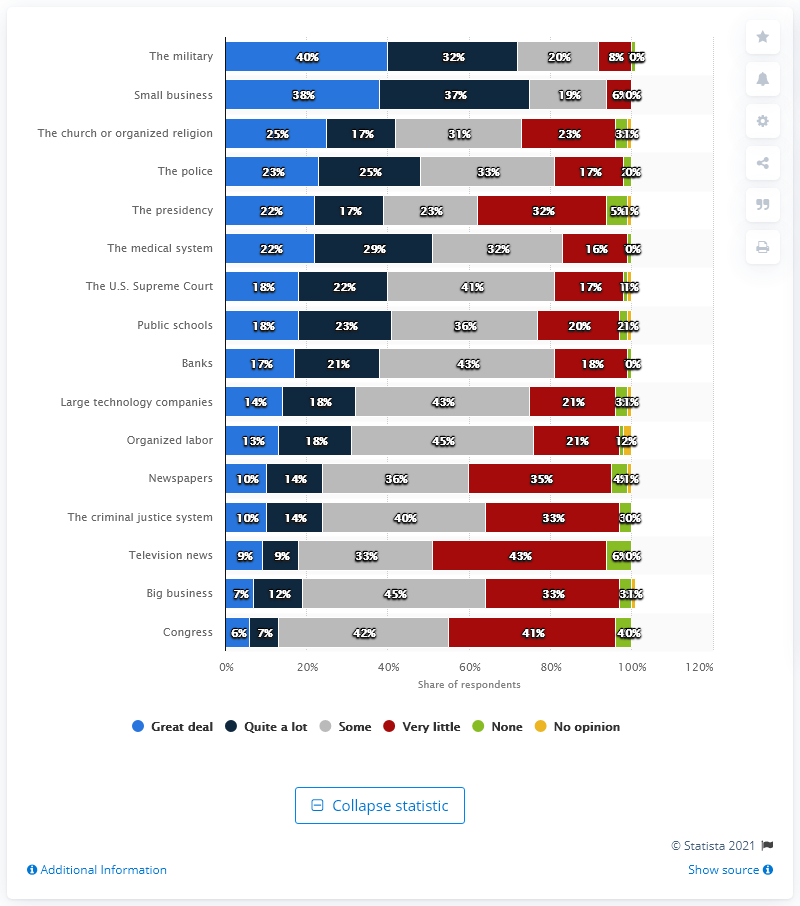 The military 40% 32% 20% 8% 0%
Small business 38% 37% 19% 6% 0%
The church or organized religion 25% 17% 31% 23% 3% 1%
The police 23% 25% 33% 17% 2% 0%
The presidency 22% 17% 23% 32% 5% 1%
The medical system 22% 29% 32% 16% 0%
The U.S. Supreme Court 18% 22% 41% 17% 1% 1%
Public schools 18% 23% 36% 20% 2% 1%
Banks 17% 21% 43% 18% 0%
Large technology companies 14% 18% 43% 21% 3% 1%
Organized labor 13% 18% 45% 21% 1% 2%
Newspapers 10% 14% 36% 35% 4% 1%
The criminal justice system 10% 14% 40% 33% 3% 0%
Television news 9% 9% 33% 43% 6% 0%
Big business 7% 12% 45% 33% 3% 1%
Congress 6% 7% 42% 41% 4% 0%
0% 20% 40% 60% 80% 100% 120%
Share of respondents
Great deal Quite a lot Some Very little None No opinion
Collapse statistic
© Statista 2021
Additional Information Show source